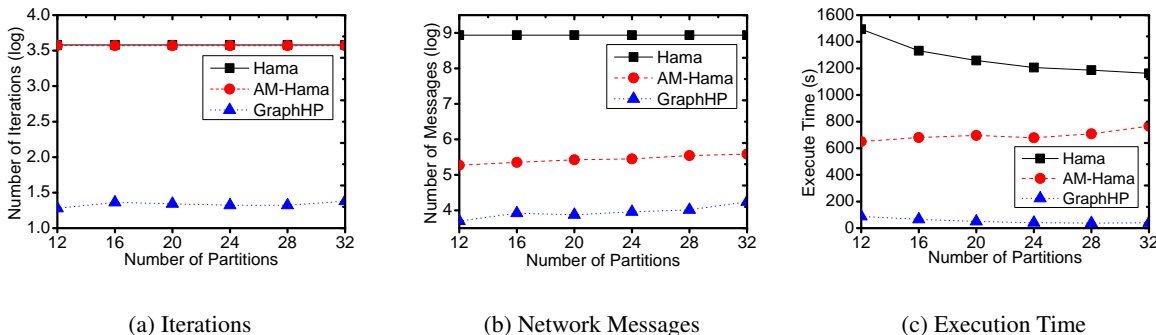 Number of Iterations (log)
4.0
3.5
3.0
2.5
2.0
1.5
1.0
12 16 20 24 28 32
Number of Partitions
Hama
AM-Hama
GraphHP
(a) Iterations
Number of Messages (log)
9
8
7
6
5
4
12 16 20 24 28 32
Number of Partitions
Hama
AM-Hama
GraphHP
(b) Network Messages
Execute Time (s)
1600
1400
1200
1000
800
600
400
200
0
12 16 20 24 28 32
Number of Partitions
Hama
AM-Hama
GraphHP
(c) Execution Time